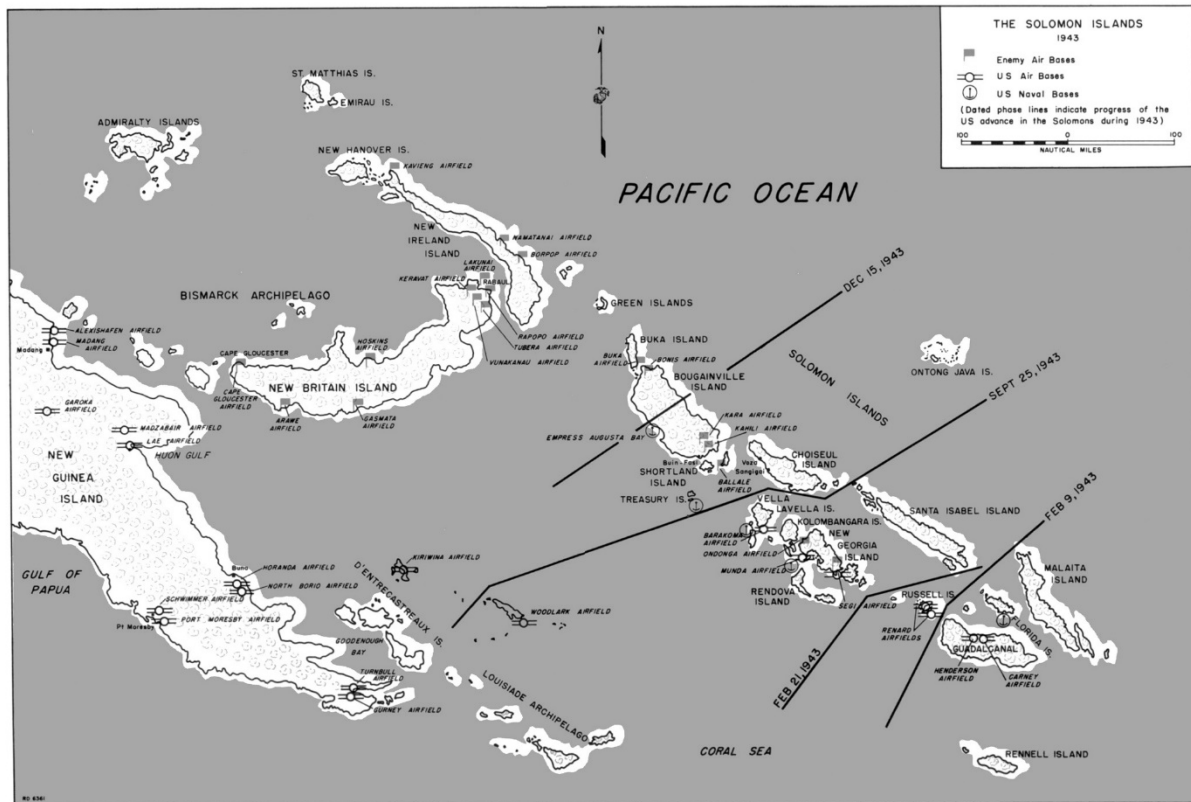 THE SOLOMON ISLANDS
1943
Enemy Air Bases
US Air Bases
US Naval Bases
(Dated phase lines indicate progress of the
US advance in the Solomons during 1943)
100
0
100
NAUTICAL MILES
N
ST. MATTHIAS IS.
EMIRAU IS.
ADMIRALTY ISLANDS
NEW HANOVER IS.
KAVIENG AIRFIELD
PACIFIC OCEAN
NEW
IRELAND
ISLAND
NAMATANAI AIRFIELD
BORPOP AIRFIELD
LAKUNAI
AIRFIELD
KERAVAT AIRFIELD
RABAUL
BISMARCK ARCHIPELAGO
DEC 15, 1943
GREEN ISLANDS
RAPOPO AIRFIELD
TUBERA AIRFIELD
VUNAKANAU AIRFIELD
ALEXISHAFEN AIRFIELD
MADANG
AIRFIELD
Madang
HOSKINS
AIRFIELD
CAPE GLOUCESTER
BUKA ISLAND
BUKA
AIRFIELD
BONIS AIRFIELD
BOUGAINVILLE
ISLAND
SOLOMON
ISLANDS
ONTONG JAVA IS.
SEPT 25, 1943
NEW BRITAIN ISLAND
CAPE
GLOUCESTER
AIRFIELD
ARAWE
AIRFIELD
GASMATA
AIRFIELD
GAROKA
AIRFIELD
MADZABAIR AIRFIELD
LAE AIRFIELD
HUON GULF
KARA AIRFIELD
KAHILI AIRFIELD
EMPRESS AUGUSTA BAY
NEW
GUINEA
ISLAND
Buin-Faisi
SHORTLAND
ISLAND
BALLALE
AIRFIELD
Voza
Sangigai
CHOISEUL
ISLAND
TREASURY IS.
VELLA
LAVELLA IS.
KOLOMBANGARA IS.
NEW
GEORGIA
ISLAND
SANTA ISABEL ISLAND
FEB 9, 1943
BARAKOMA
AIRFIELD
ONDONGA AIRFIELD
MUNDA AIRFIELD
MALAITA
ISLAND
RENDOVA
ISLAND
SEGI AIRFIELD
RUSSELL IS.
RENARD
AIRFIELDS
FLORIDA IS.
GUADALCANAL
HENDERSON
AIRFIELD
CARNEY
AIRFIELD
FEB 21, 1943
GULF OF
PAPUA
Buna
HORANDA AIRFIELD
NORTH BORIO AIRFIELD
KIRIWINA AIRFIELD
D'ENTRECASTREAUX IS.
SCHWIMMER AIRFIELD
PORT MORESBY AIRFIELD
Pt Moresby
WOODLARK AIRFIELD
GOODENOUGH
BAY
TURNBULL
AIRFIELD
GURNEY AIRFIELD
LOUISIADE ARCHIPELAGO
CORAL SEA
RENNELL ISLAND
RD 6361